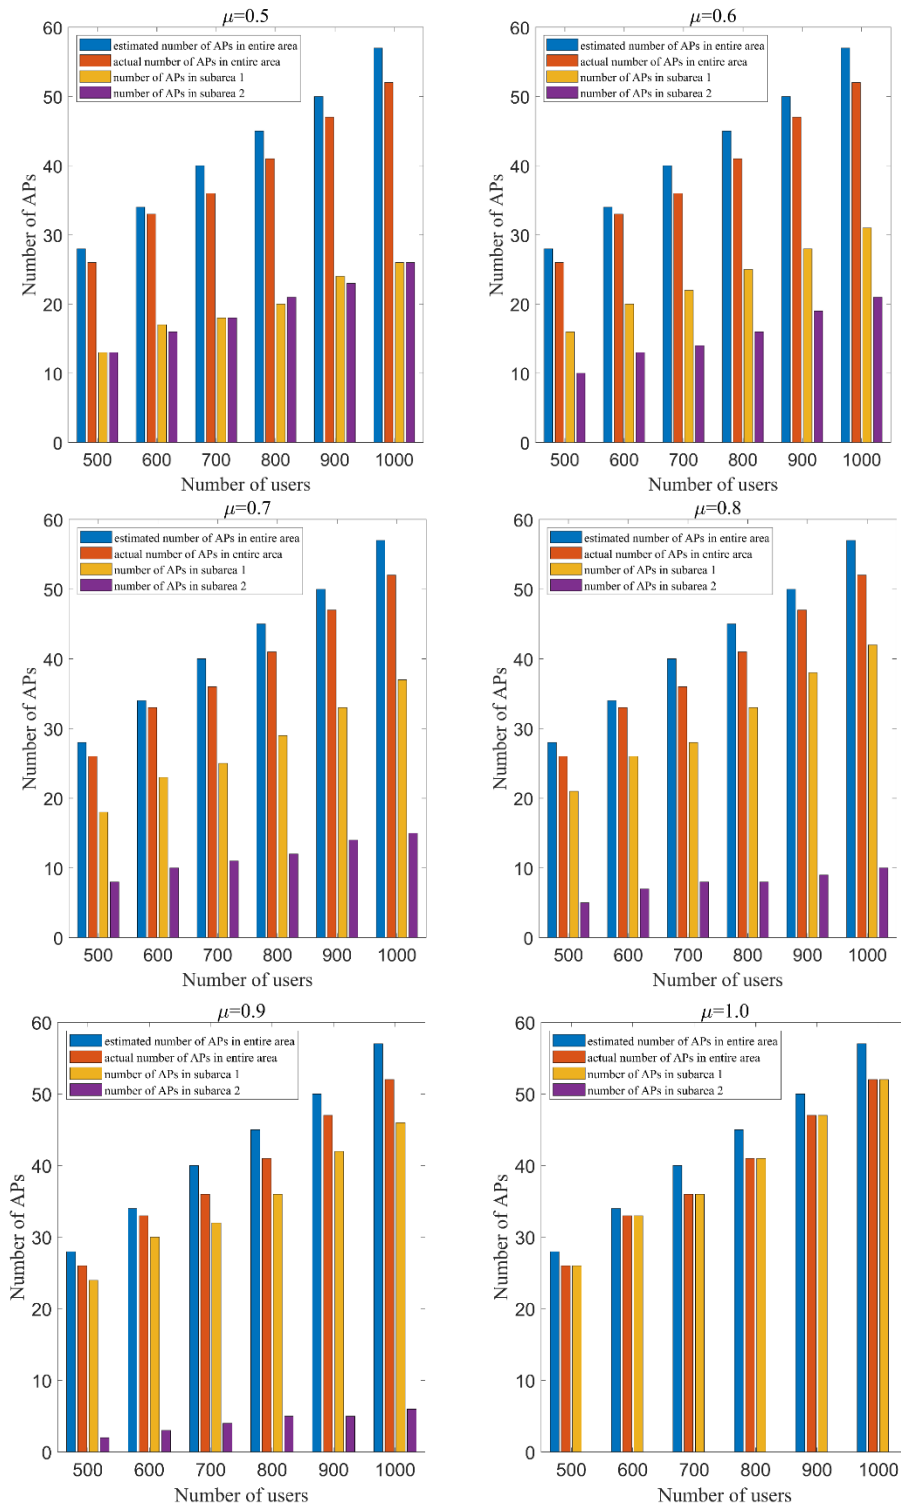 μ=0.5
60
50
40
30
20
10
0
Number of APs
estimated number of APs in entire area
actual number of APs in entire area
number of APs in subarea 1
number of APs in subarea 2
500 600 700 800 900 1000
Number of users
μ=0.6
60
50
40
30
20
10
0
Number of APs
estimated number of APs in entire area
actual number of APs in entire area
number of APs in subarea 1
number of APs in subarea 2
500 600 700 800 900 1000
Number of users
μ=0.7
60
50
40
30
20
10
0
Number of APs
estimated number of APs in entire area
actual number of APs in entire area
number of APs in subarea 1
number of APs in subarea 2
500 600 700 800 900 1000
Number of users
μ=0.8
60
50
40
30
20
10
0
Number of APs
estimated number of APs in entire area
actual number of APs in entire area
number of APs in subarea 1
number of APs in subarea 2
500 600 700 800 900 1000
Number of users
μ=0.9
60
50
40
30
20
10
0
Number of APs
estimated number of APs in entire area
actual number of APs in entire area
number of APs in subarea 1
number of APs in subarea 2
500 600 700 800 900 1000
Number of users
μ=1.0
60
50
40
30
20
10
0
Number of APs
estimated number of APs in entire area
actual number of APs in entire area
number of APs in subarea 1
number of APs in subarea 2
500 600 700 800 900 1000
Number of users